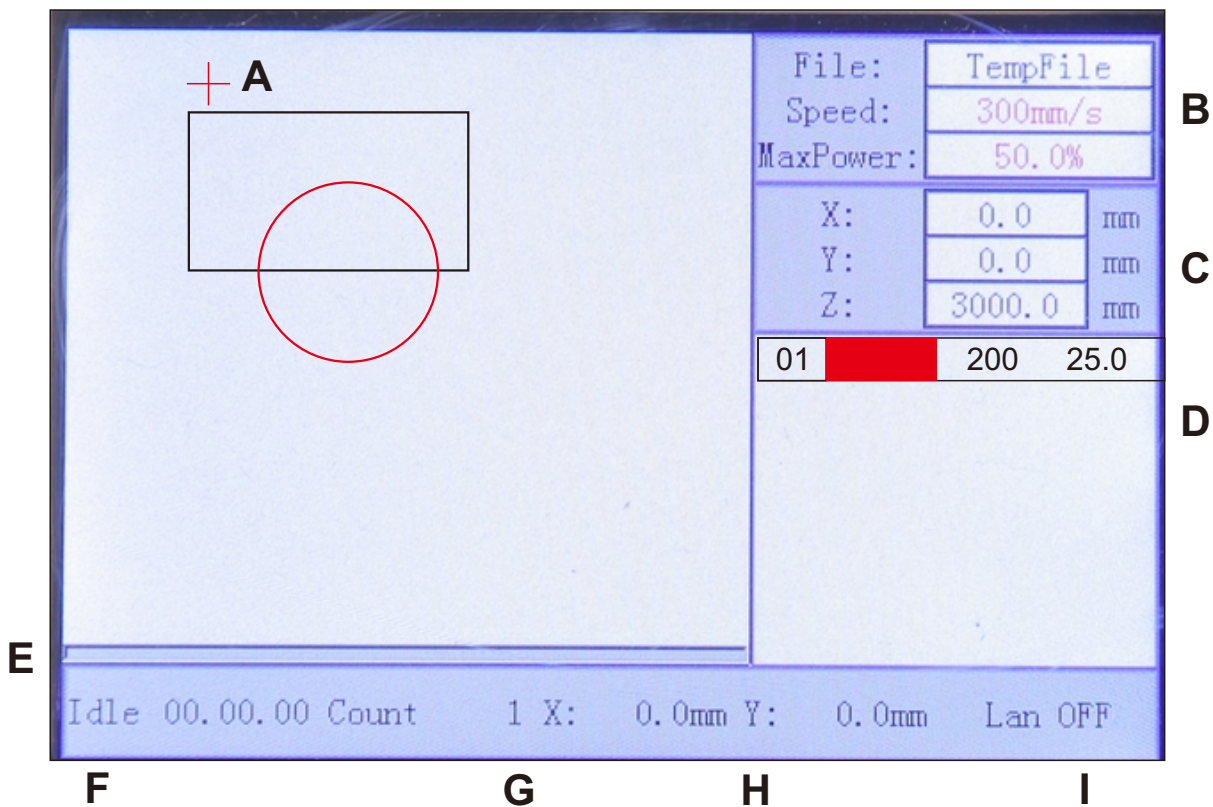 A
File: TempFile
Speed: 300mm/s
B
MaxPower: 50.0%
X: 0.0 mm
Y: 0.0 mm
C
Z: 3000.0 mm
01 200 25.0
D
E
Idle 00.00.00 Count 1 X: 0.0mm Y: 0.0mm Lan OFF
F G H I